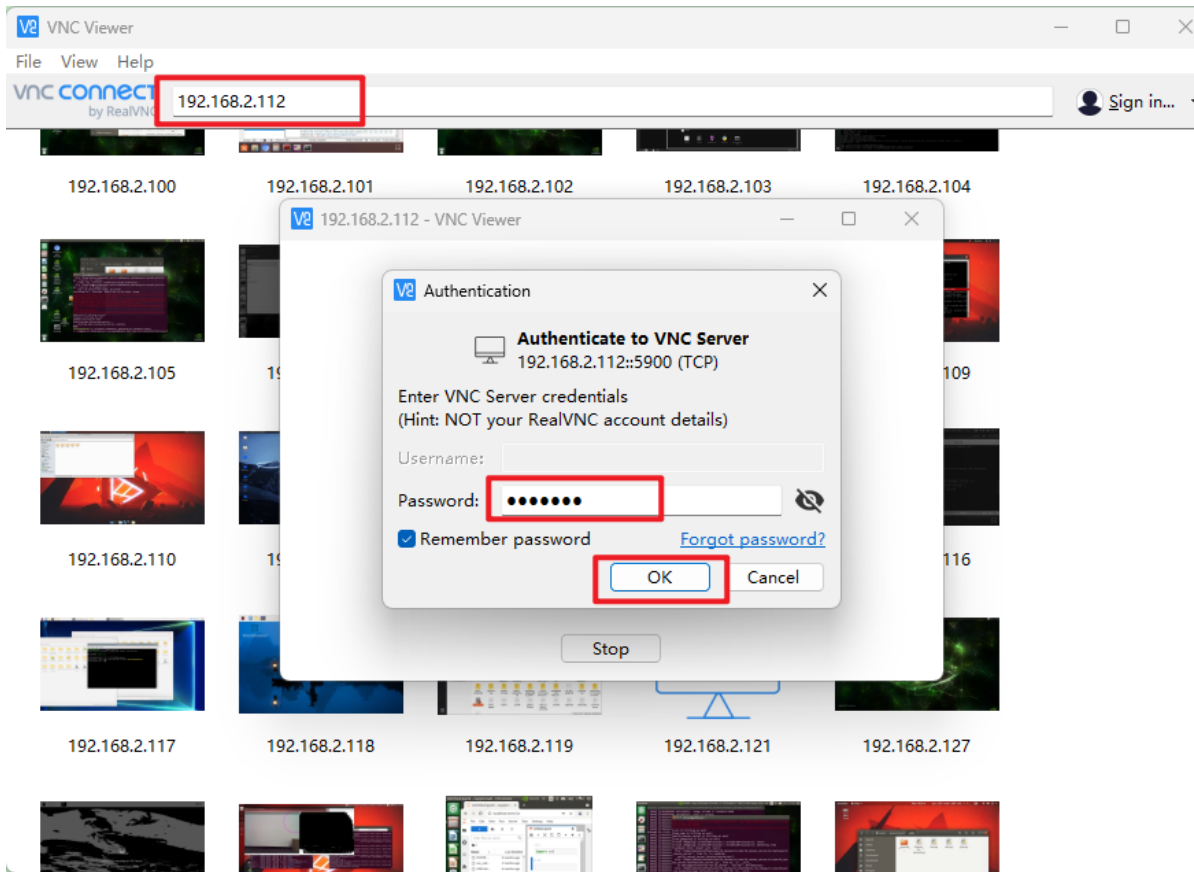 VNC Viewer
File View Help
VNC CONNECT
by RealVNC
192.168.2.112
Sign in...
192.168.2.100 192.168.2.101 192.168.2.102 192.168.2.103 192.168.2.104
192.168.2.112 - VNC Viewer
Authentication
Authenticate to VNC Server
192.168.2.112::5900 (TCP)
192.168.2.105 19 109
Enter VNC Server credentials
(Hint: NOT your RealVNC account details)
Username:
Password: ●●●●●●●
Remember password Forgot password?
192.168.2.110 19 116
OK Cancel
Stop
192.168.2.117 192.168.2.118 192.168.2.119 192.168.2.121 192.168.2.127